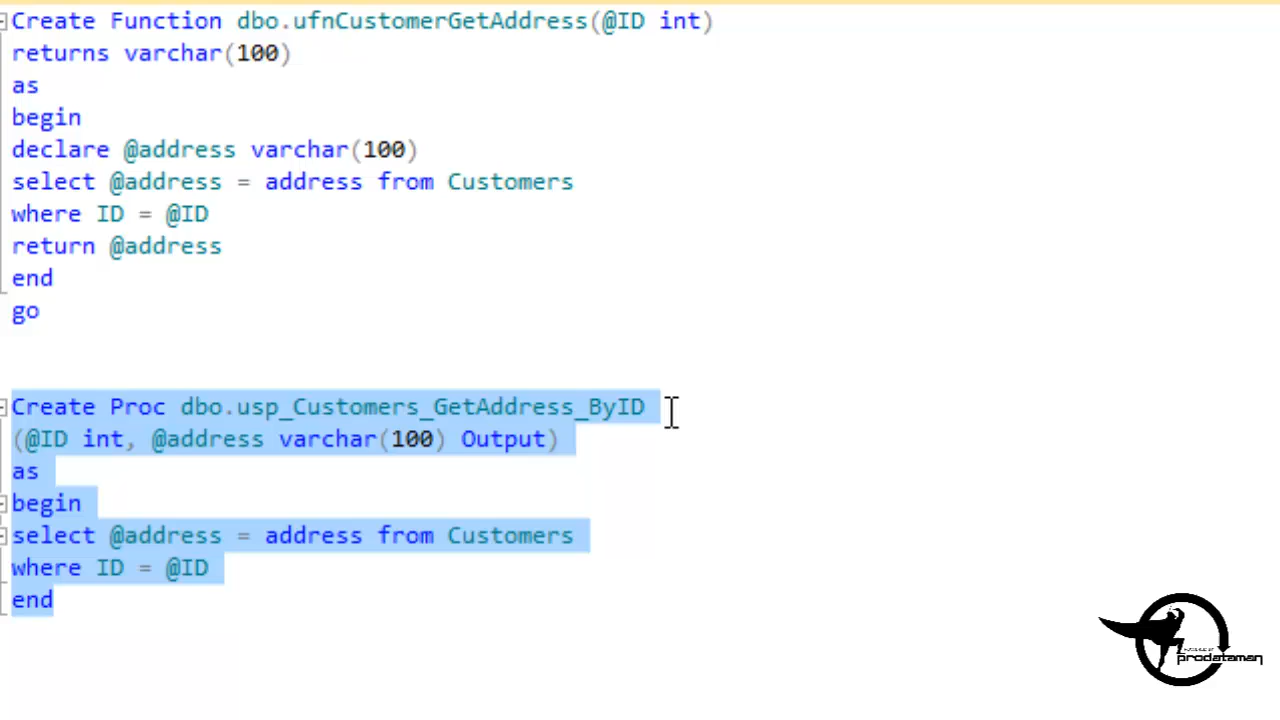 Create Function dbo.ufnCustomerGetAddress(@ID int)
returns varchar(100)
as
begin
declare @address varchar(100)
select @address = address from Customers
where ID = @ID
return @address
end
go
Create Proc dbo.usp_Customers_GetAddress_ByID
(@ID int, @address varchar(100) Output)
as
begin
select @address = address from Customers
where ID = @ID
end
prodataman